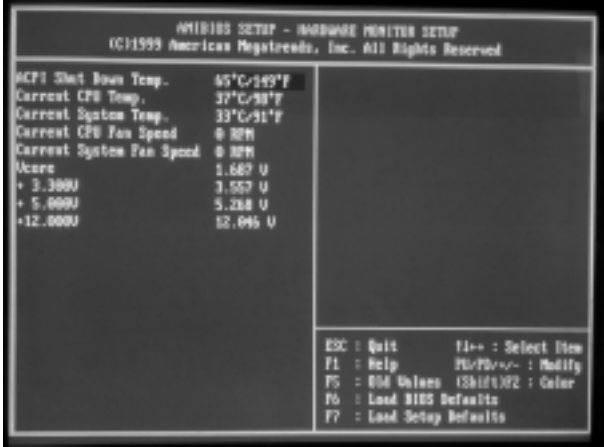 AMIBIOS SETUP - HARDWARE MONITOR SETUP
(C)1999 American Megatrends, Inc. All Rights Reserved
ACPI Shut Down Temp. 65°C/149°F
Current CPU Temp. 37°C/98°F
Current System Temp. 33°C/91°F
Current CPU Fan Speed 0 RPM
Current System Fan Speed 0 RPM
Vcore 1.687 V
+ 3.300V 3.557 V
+ 5.000V 5.268 V
+12.000V 12.046 V
ESC : Quit ↑↓←→ : Select Item
F1 : Help PU/PD/+/- : Modify
F5 : Old Values (Shift)F2 : Color
F6 : Load BIOS Defaults
F7 : Load Setup Defaults